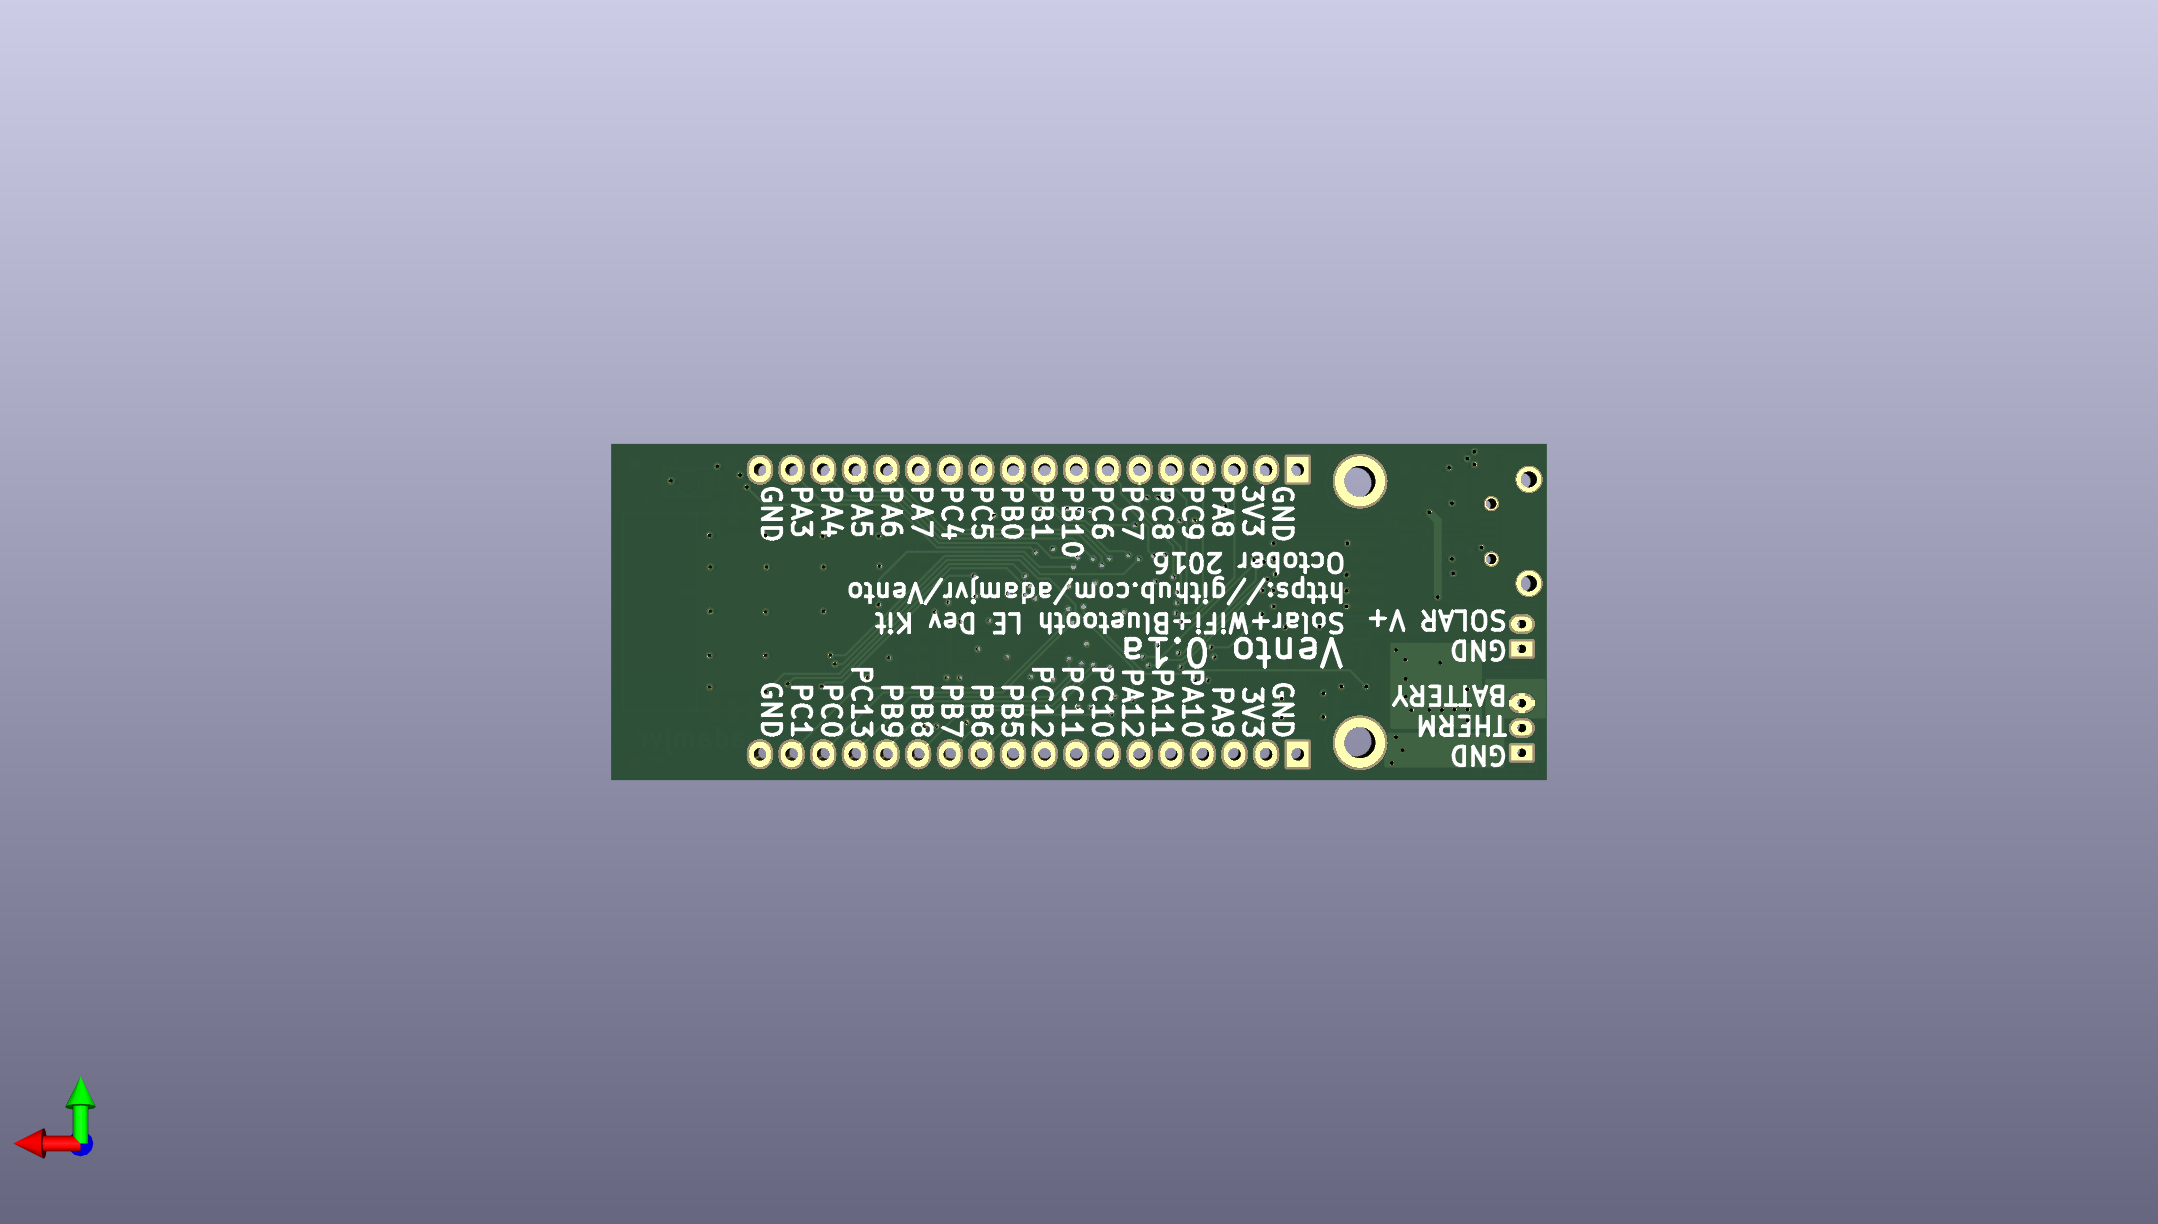 GND
PA3
PA4
PA5
PA6
PA7
PC4
PC5
PB0
PB1
PB10
PC6
PC7
PC8
PC9
PA8
3V3
GND
Vento 0.1a
Solar+WiFi+Bluetooth LE Dev Kit
https://github.com/adamjvr/Vento
October 2016
GND
PC1
PC0
PC13
PB9
PB8
PB7
PB6
PB5
PC12
PC11
PC10
PA12
PA11
PA10
PA9
3V3
GND
GND
THERM
BATTERY
GND
SOLAR V+